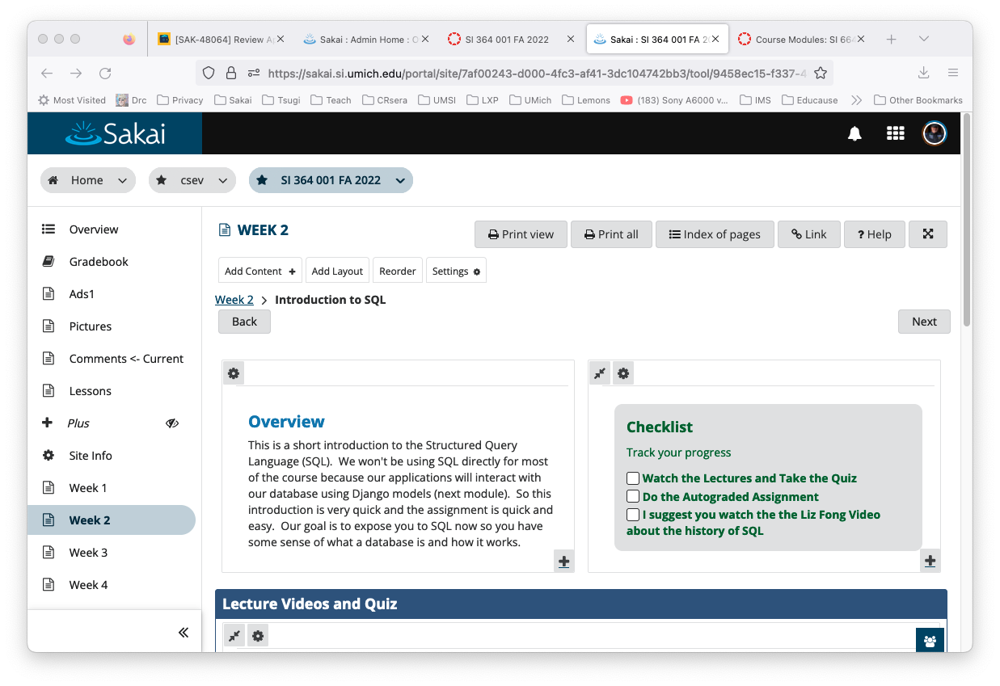 [SAK-48064] Review A
Sakai : Admin Home : O
SI 364 001 FA 2022
Sakai : SI 364 001 FA 2
Course Modules: SI 664
https://sakai.si.umich.edu/portal/site/7af00243-d000-4fc3-af41-3dc104742bb3/tool/9458ec15-f337-4
Most Visited
Drc
Privacy
Sakai
Tsugi
Teach
CRsera
UMSI
LXP
UMich
Lemons
(183) Sony A6000 v...
IMS
Educause
Other Bookmarks
Sakai
Home
csev
SI 364 001 FA 2022
Overview
Gradebook
Ads1
Pictures
Comments <- Current
Lessons
Plus
Site Info
Week 1
Week 2
Week 3
Week 4
WEEK 2
Print view
Print all
Index of pages
Link
? Help
Add Content +
Add Layout
Reorder
Settings
Week 2 > Introduction to SQL
Back
Next
Overview
This is a short introduction to the Structured Query
Language (SQL).  We won't be using SQL directly for most
of the course because our applications will interact with
our database using Django models (next module).  So this
introduction is very quick and the assignment is quick and
easy.  Our goal is to expose you to SQL now so you have
some sense of what a database is and how it works.
Checklist
Track your progress
Watch the Lectures and Take the Quiz
Do the Autograded Assignment
I suggest you watch the the Liz Fong Video
about the history of SQL
Lecture Videos and Quiz